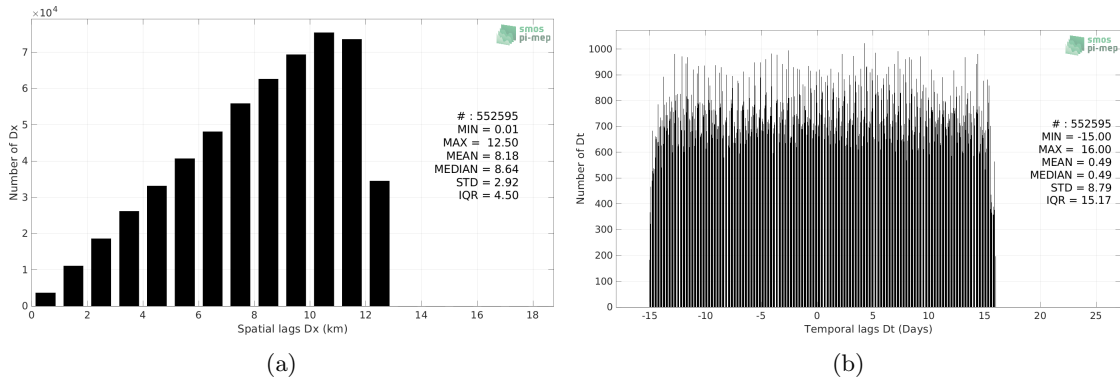 ×10⁴
7
6
5
4
3
2
1
0
Number of Dx
0 2 4 6 8 10 12 14 16 18
Spatial lags Dx (km)
smos
pi-mep
# : 552595
MIN = 0.01
MAX = 12.50
MEAN = 8.18
MEDIAN = 8.64
STD = 2.92
IQR = 4.50
(a)
1000
900
800
700
600
500
400
300
200
100
0
Number of Dt
-15 -10 -5 0 5 10 15 20 25
Temporal lags Dt (Days)
smos
pi-mep
# : 552595
MIN = -15.00
MAX = 16.00
MEAN = 0.49
MEDIAN = 0.49
STD = 8.79
IQR = 15.17
(b)